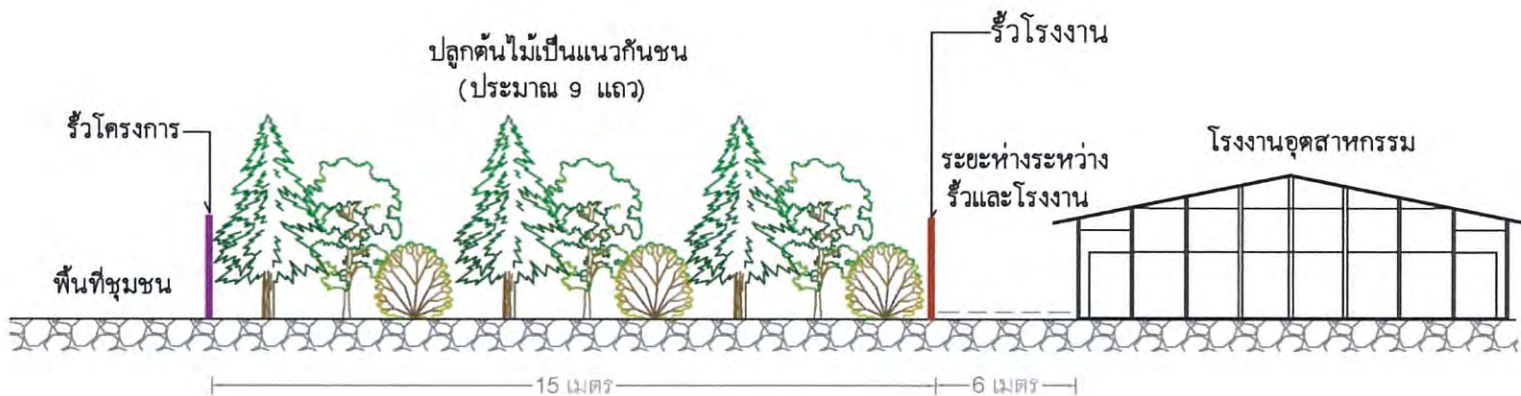 ปลูกต้นไม้เป็นแนวกันชน
(ประมาณ 9 แถว)
รั้วโรงงาน
รั้วโครงการ
ระยะห่างระหว่าง
รั้วและโรงงาน
โรงงานอุตสาหกรรม
พื้นที่ชุมชน
15 เมตร
6 เมตร